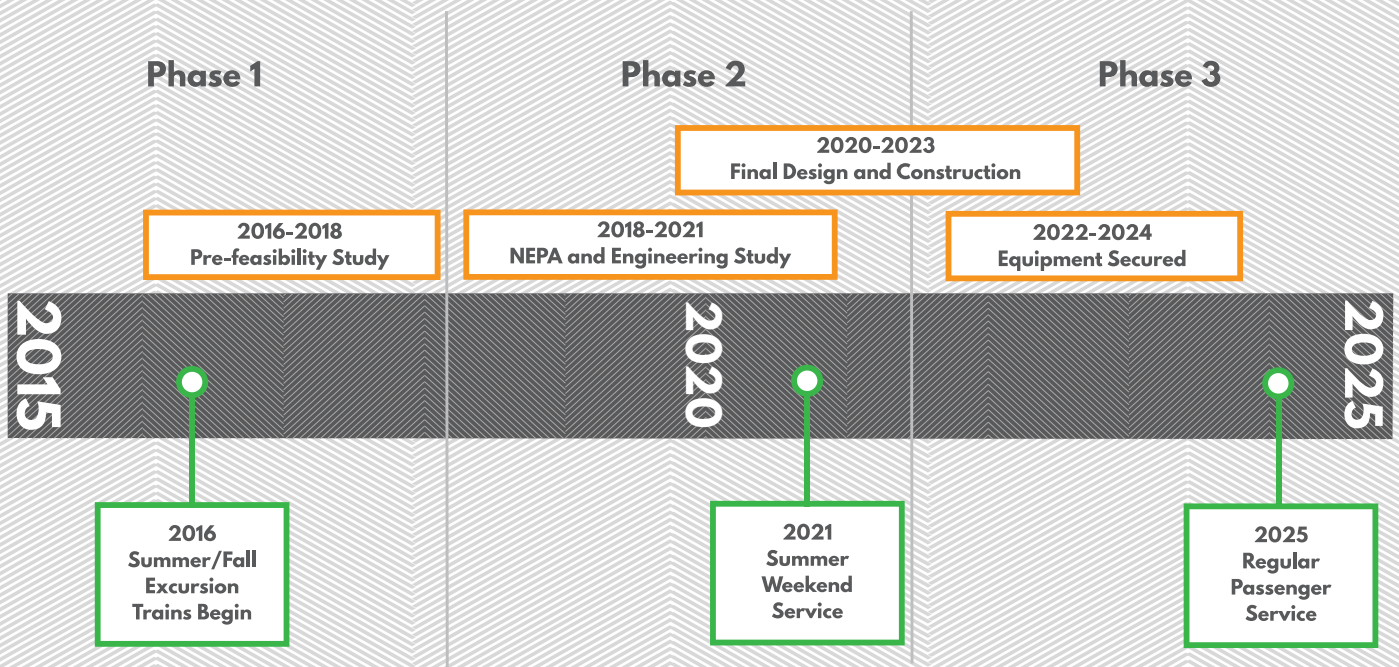 Phase 1
Phase 2
Phase 3
2020-2023
Final Design and Construction
2016-2018
Pre-feasibility Study
2018-2021
NEPA and Engineering Study
2022-2024
Equipment Secured
2015
2020
2025
2016
Summer/Fall
Excursion
Trains Begin
2021
Summer
Weekend
Service
2025
Regular
Passenger
Service